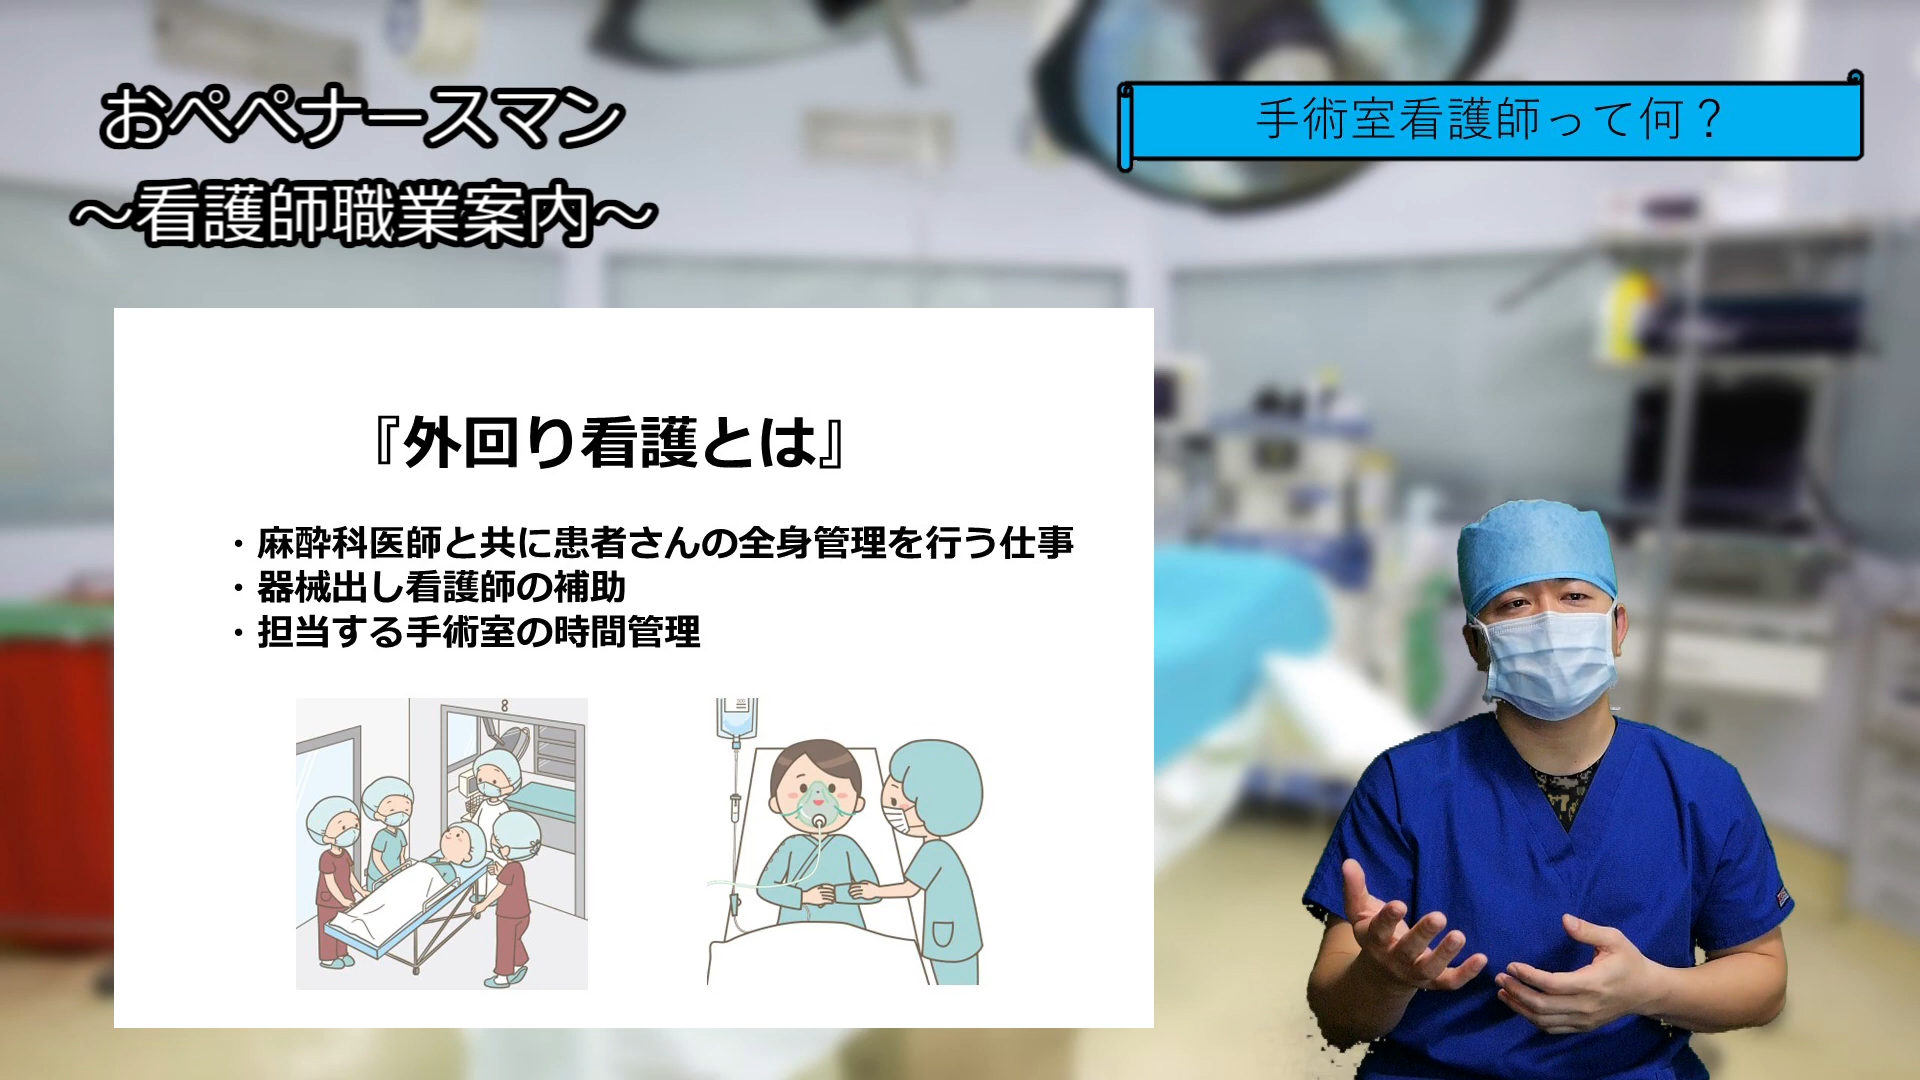 おペペナースマン
～看護師職業案内～
手術室看護師って何？
『外回り看護とは』
・麻酔科医師と共に患者さんの全身管理を行う仕事
・器械出し看護師の補助
・担当する手術室の時間管理
8